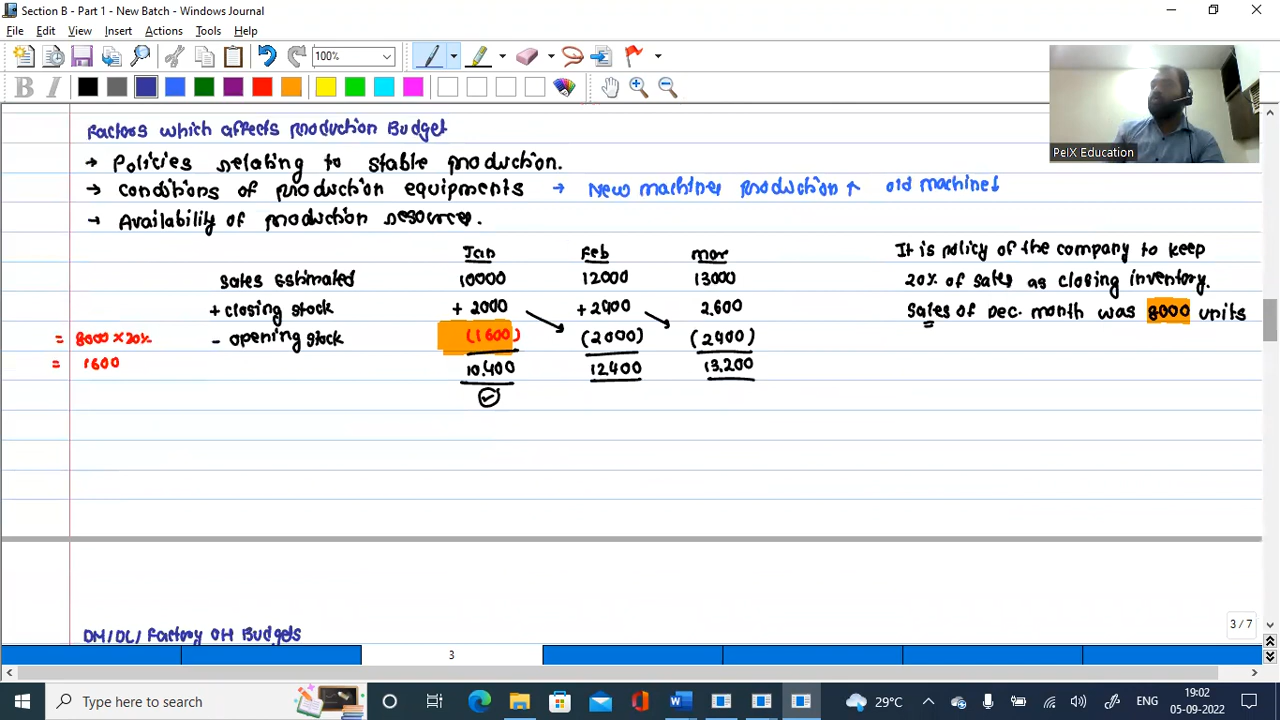 Section B - Part 1 - New Batch - Windows Journal
File Edit View Insert Actions Tools Help
100%
B I
PelX Education
Factors which affects production Budget
→ Policies relating to stable production.
→ Conditions of production equipments → New machines production ↑ old machines
→ Availability of production resources.
Jan Feb mar
It is policy of the company to keep
Sales Estimated 10000 12000 13000
20% of sales as closing inventory.
+ closing stock + 2000 + 2400 2,600
Sales of Dec. month was 8000 units
= 8000 × 20% - opening stock (1600) (2000) (2400)
= 1600
10,400 12,400 13,200
3 / 7
DM/DL/ Factory OH Budgets
3
Type here to search
29°C
ENG
19:02
05-09-2022